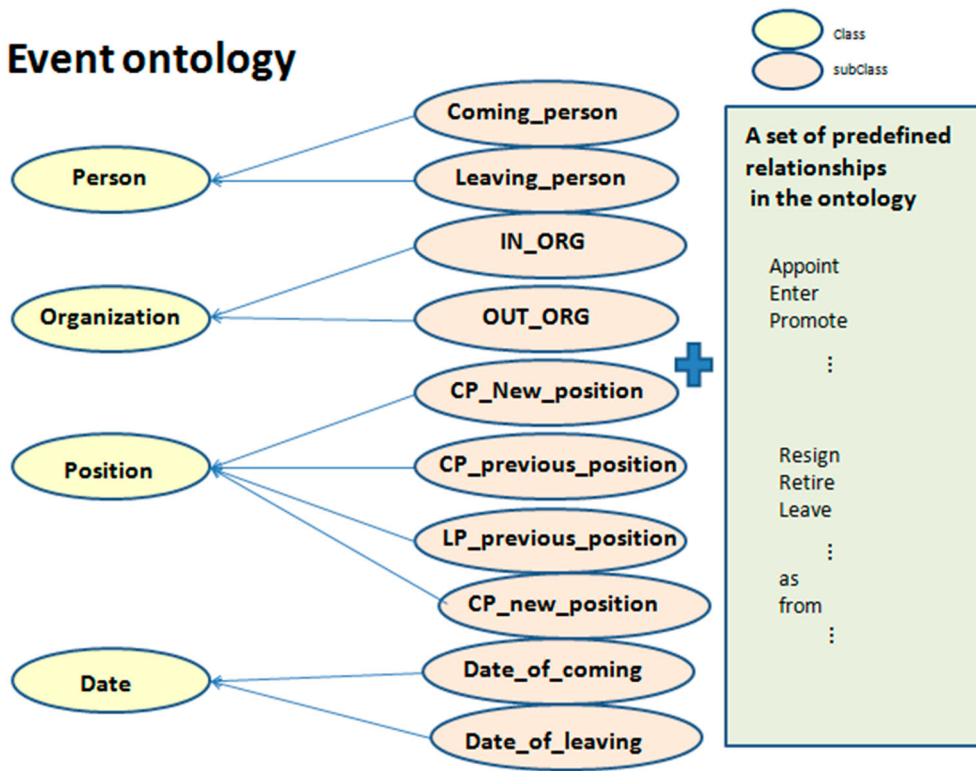 Event ontology
Class
subClass
Person
Organization
Position
Date
Coming_person
Leaving_person
IN_ORG
OUT_ORG
CP_New_position
CP_previous_position
LP_previous_position
CP_new_position
Date_of_coming
Date_of_leaving
A set of predefined
relationships
in the ontology
Appoint
Enter
Promote
⋮
Resign
Retire
Leave
⋮
as
from
⋮